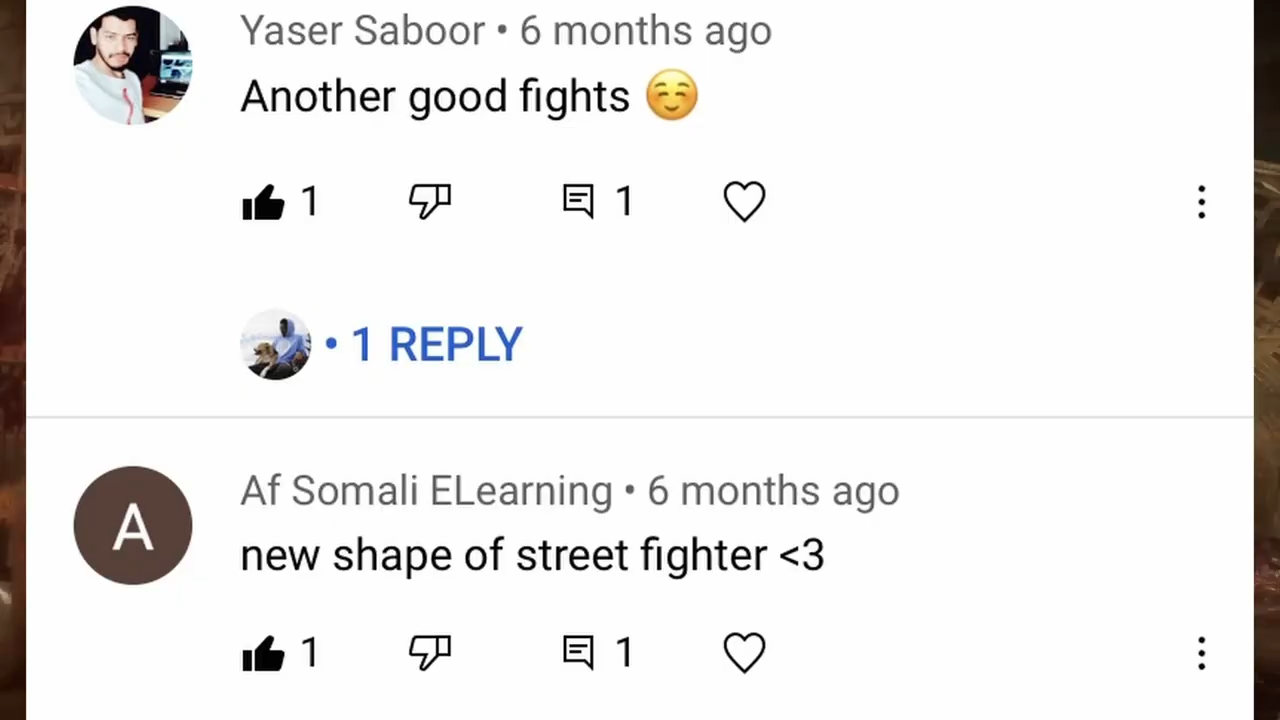 Yaser Saboor • 6 months ago
Another good fights ☺️
1 1
• 1 REPLY
A
Af Somali ELearning • 6 months ago
new shape of street fighter <3
1 1